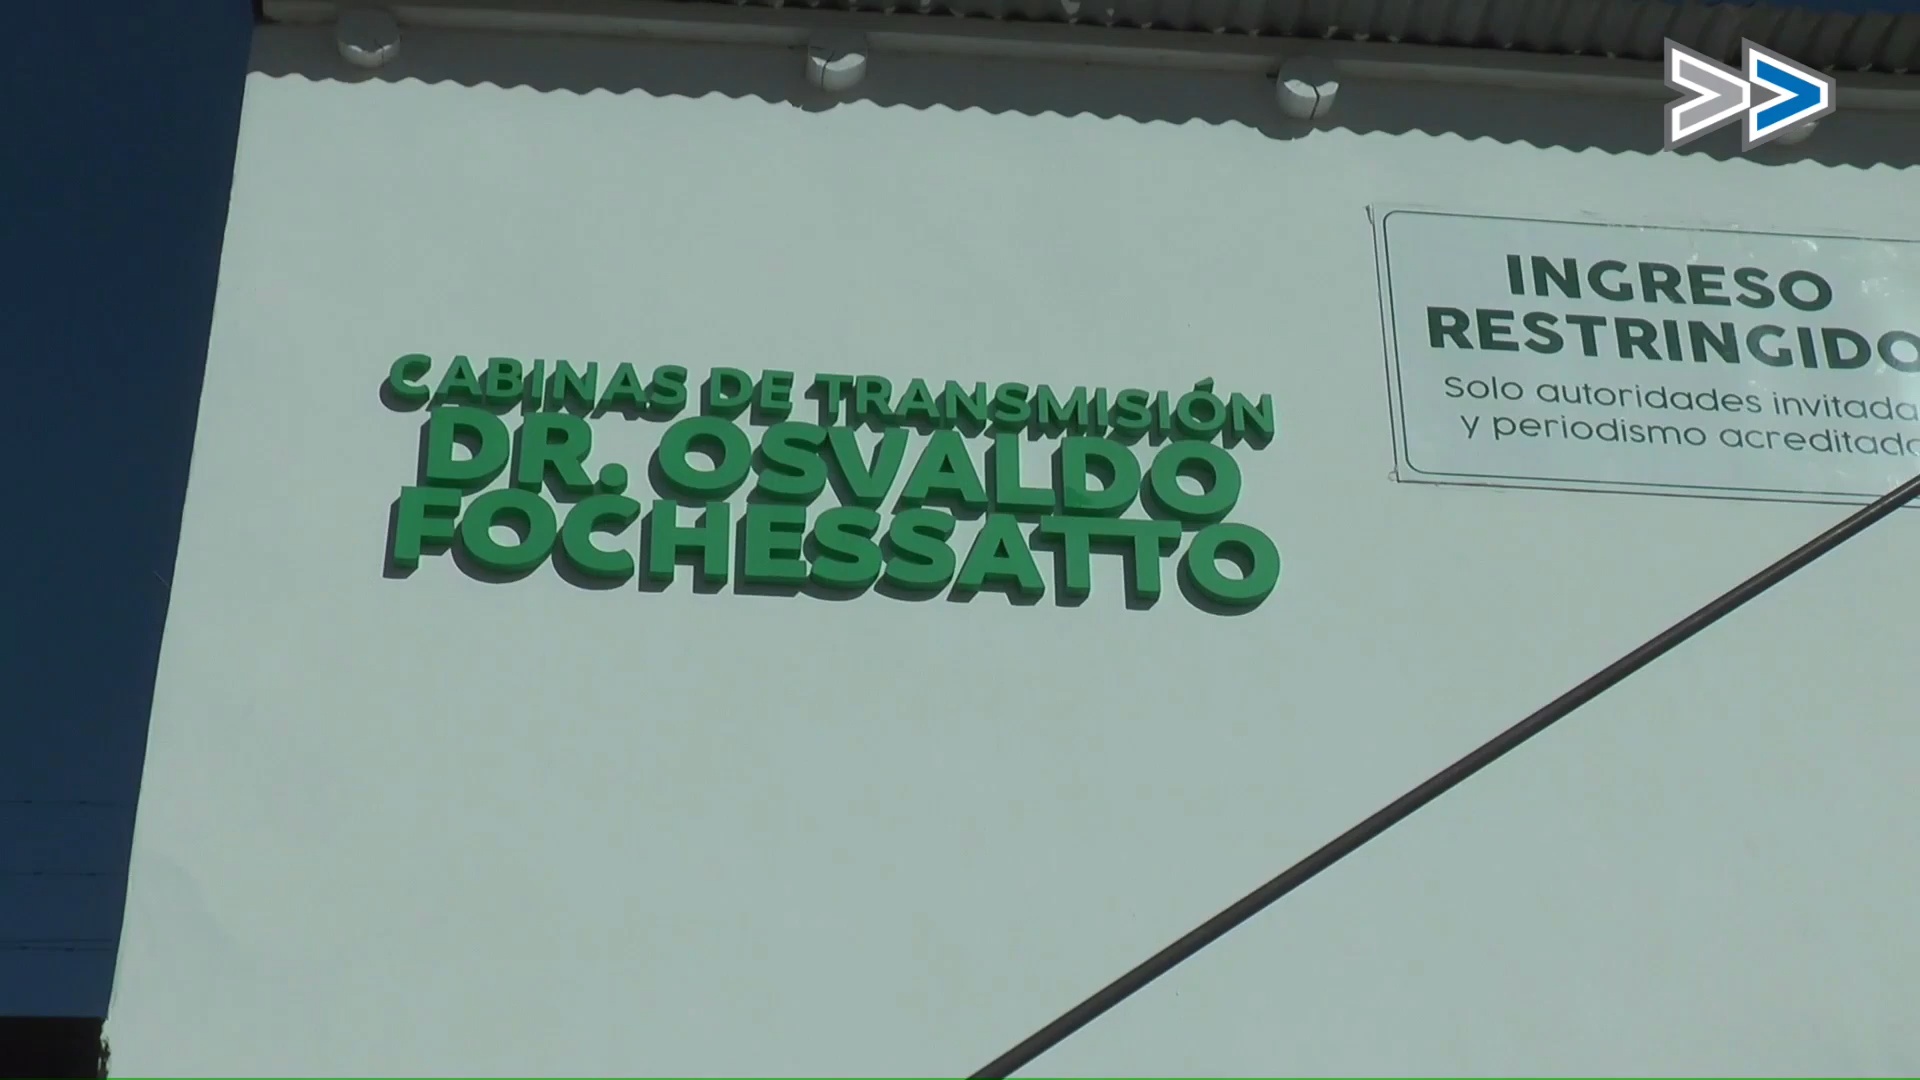 CABINAS DE TRANSMISIÓN
DR. OSVALDO
FOCHESSATTO
INGRESO
RESTRINGIDO
Solo autoridades invitada
y periodismo acreditado